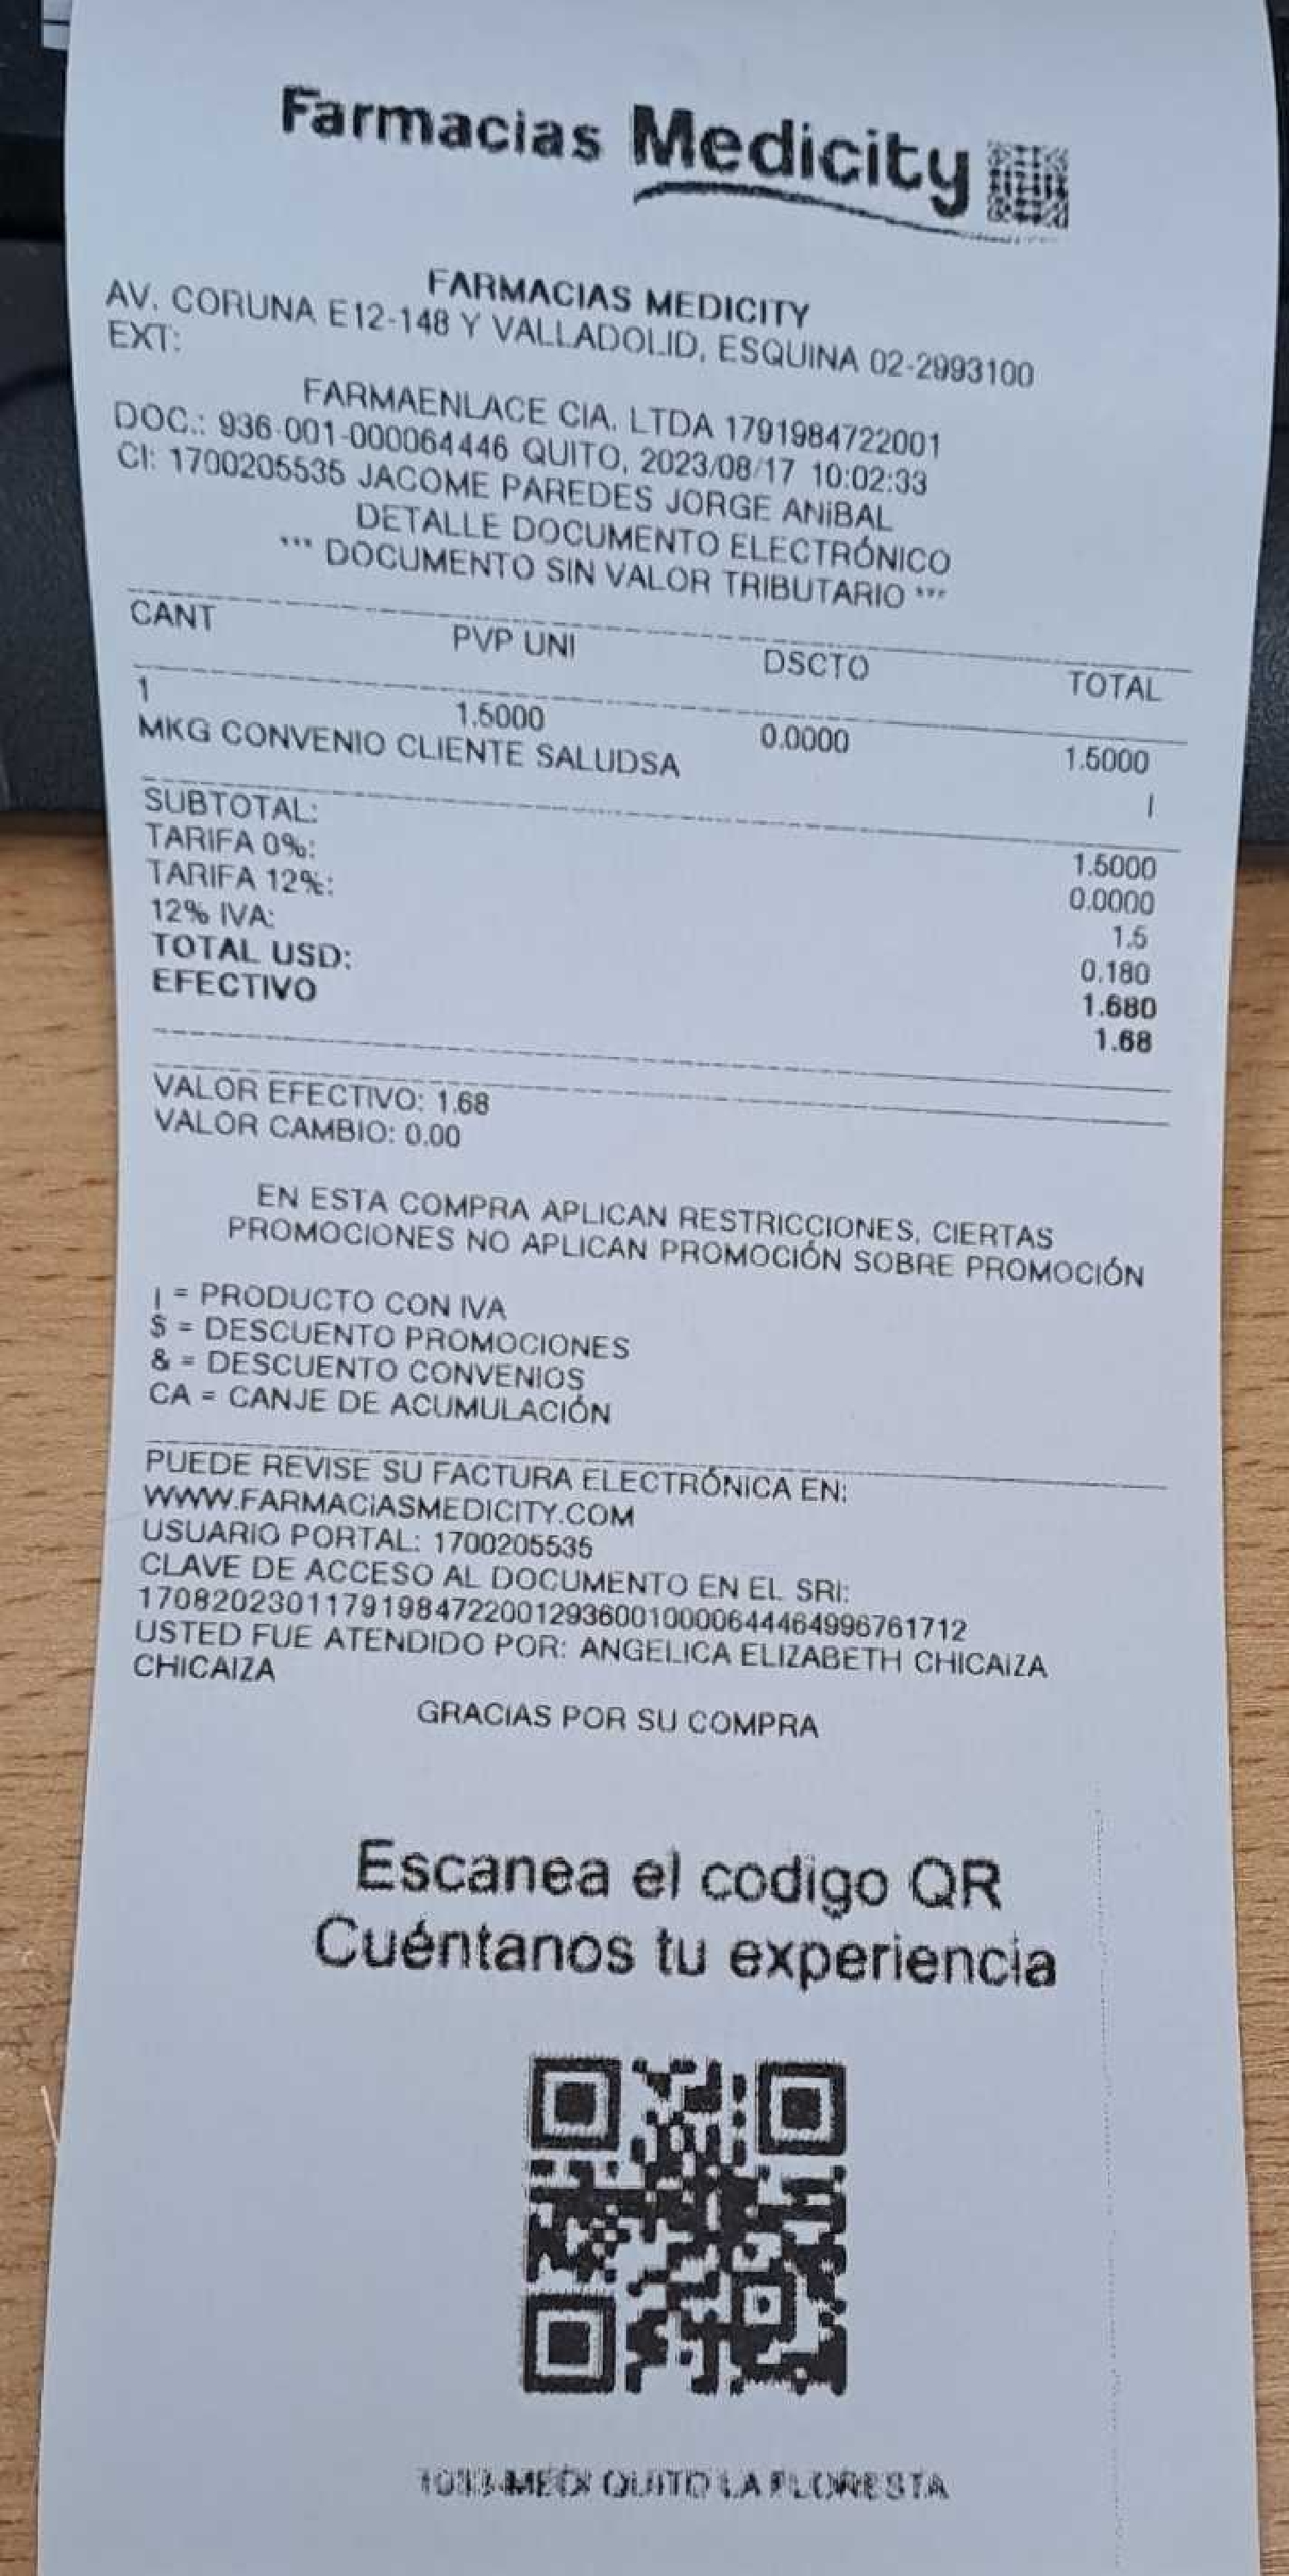 Farmacias Medicity
FARMACIAS MEDICITY
AV. CORUNA E12-148 Y VALLADOLID, ESQUINA 02-2993100
EXT:
FARMAENLACE CIA. LTDA 1791984722001
DOC.: 936-001-000064446 QUITO, 2023/08/17 10:02:33
CI: 1700205535 JACOME PAREDES JORGE ANIBAL
DETALLE DOCUMENTO ELECTRÓNICO
*** DOCUMENTO SIN VALOR TRIBUTARIO ***
CANT PVP UNI DSCTO TOTAL
1 1.5000 0.0000 1.5000
MKG CONVENIO CLIENTE SALUDSA I
SUBTOTAL: 1.5000
TARIFA 0%: 0.0000
TARIFA 12%: 1.5
12% IVA: 0.180
TOTAL USD: 1.680
EFECTIVO 1.68
VALOR EFECTIVO: 1.68
VALOR CAMBIO: 0.00
EN ESTA COMPRA APLICAN RESTRICCIONES, CIERTAS
PROMOCIONES NO APLICAN PROMOCIÓN SOBRE PROMOCIÓN
I = PRODUCTO CON IVA
$ = DESCUENTO PROMOCIONES
& = DESCUENTO CONVENIOS
CA = CANJE DE ACUMULACIÓN
PUEDE REVISE SU FACTURA ELECTRÓNICA EN:
WWW.FARMACIASMEDICITY.COM
USUARIO PORTAL: 1700205535
CLAVE DE ACCESO AL DOCUMENTO EN EL SRI:
1708202301179198472200129360010000644464996761712
USTED FUE ATENDIDO POR: ANGELICA ELIZABETH CHICAIZA
CHICAIZA
GRACIAS POR SU COMPRA
Escanea el codigo QR
Cuéntanos tu experiencia
QUITO LA FLORESTA